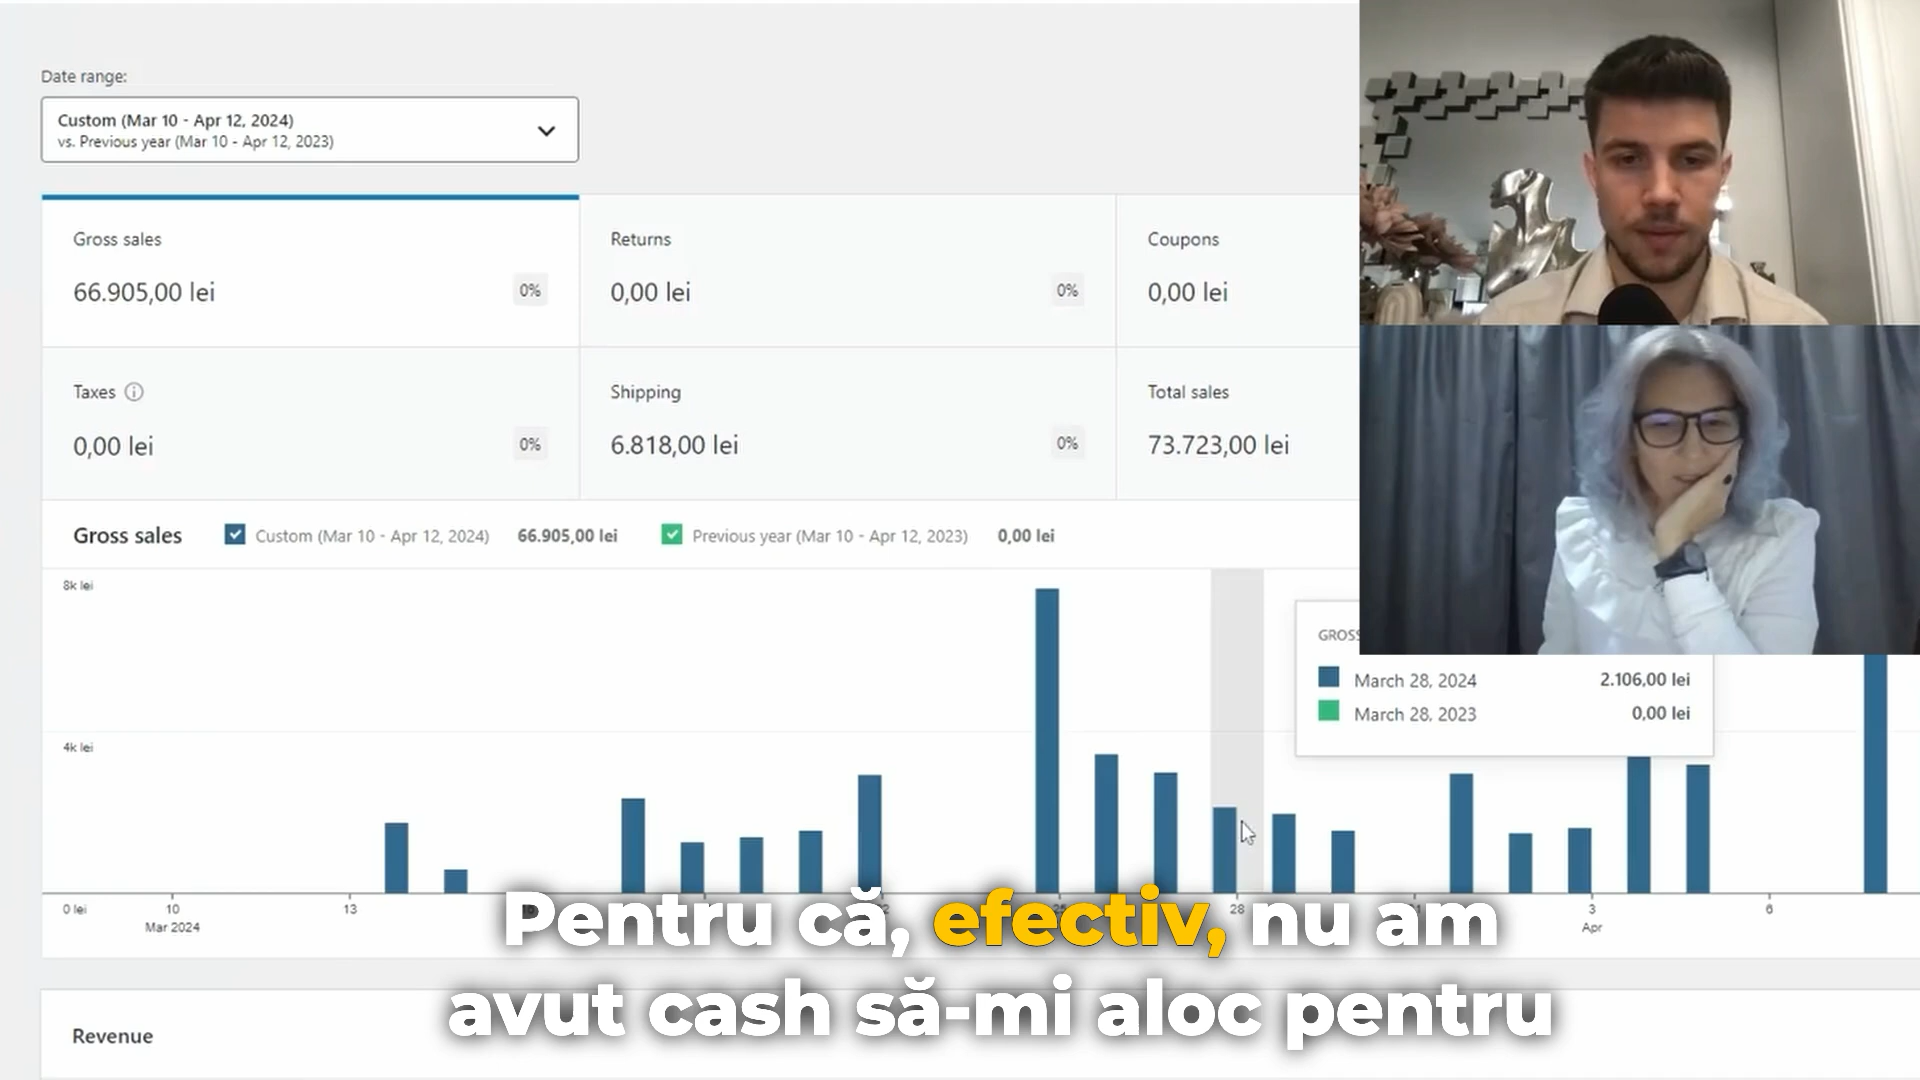 Date range:
Custom (Mar 10 - Apr 12, 2024)
vs. Previous year (Mar 10 - Apr 12, 2023)
Gross sales
66.905,00 lei
0%
Returns
0,00 lei
0%
Coupons
0,00 lei
Taxes
0,00 lei
0%
Shipping
6.818,00 lei
0%
Total sales
73.723,00 lei
Gross sales
Custom (Mar 10 - Apr 12, 2024) 66.905,00 lei
Previous year (Mar 10 - Apr 12, 2023) 0,00 lei
8k lei
4k lei
0 lei
March 28, 2024 2.106,00 lei
March 28, 2023 0,00 lei
10 13 28 3 6
Mar 2024 Apr
Pentru că, efectiv, nu am
avut cash să-mi aloc pentru
Revenue